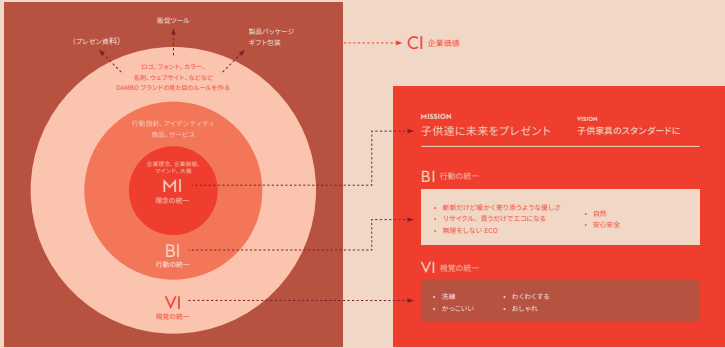 販促ツール
(プレゼン資料)
製品パッケージ
ギフト包装
ロゴ、フォント、カラー、
名刺、ウェブサイト、などなど
DAMBO ブランドの見た目のルールを作る
行動指針、アイデンティティ
商品、サービス
企業理念、企業価値、
マインド、大義
MI
理念の統一
BI
行動の統一
VI
視覚の統一
CI 企業価値
MISSION
子供達に未来をプレゼント
VISION
子供家具のスタンダードに
BI 行動の統一
• 斬新だけど暖かく寄り添うような優しさ
• リサイクル、買うだけでエコになる
• 無理をしない ECO
• 自然
• 安心安全
VI 視覚の統一
• 洗練
• かっこいい
• わくわくする
• おしゃれ